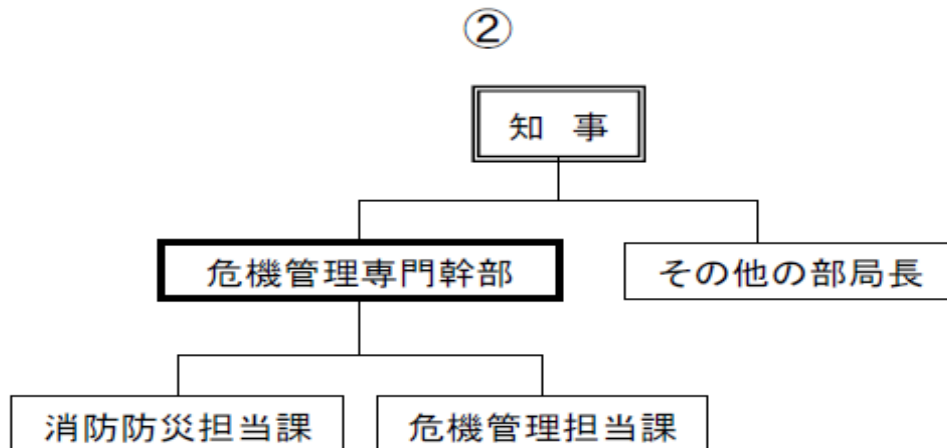 ②
知 事
危機管理専門幹部
その他の部局長
消防防災担当課
危機管理担当課